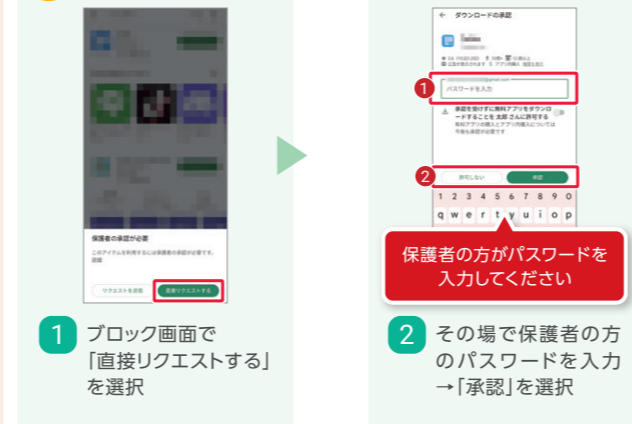 保護者の承認が必要
このアイテムを利用するには保護者の承認が必要です。
詳細
リクエストを送信
直接リクエストする
1 ブロック画面で
「直接リクエストする」
を選択
← ダウンロードの承認
@gmail.com
1
パスワードを入力
承認を受けずに無料アプリをダウンロ
ードすることを 太郎 さんに許可する
有料アプリの購入とアプリ内購入については
今後も承認が必要です
2
許可しない
承認
1 2 3 4 5 6 7 8 9 0
q w e r t y u i o p
保護者の方がパスワードを
入力してください
2 その場で保護者の方
のパスワードを入力
→「承認」を選択